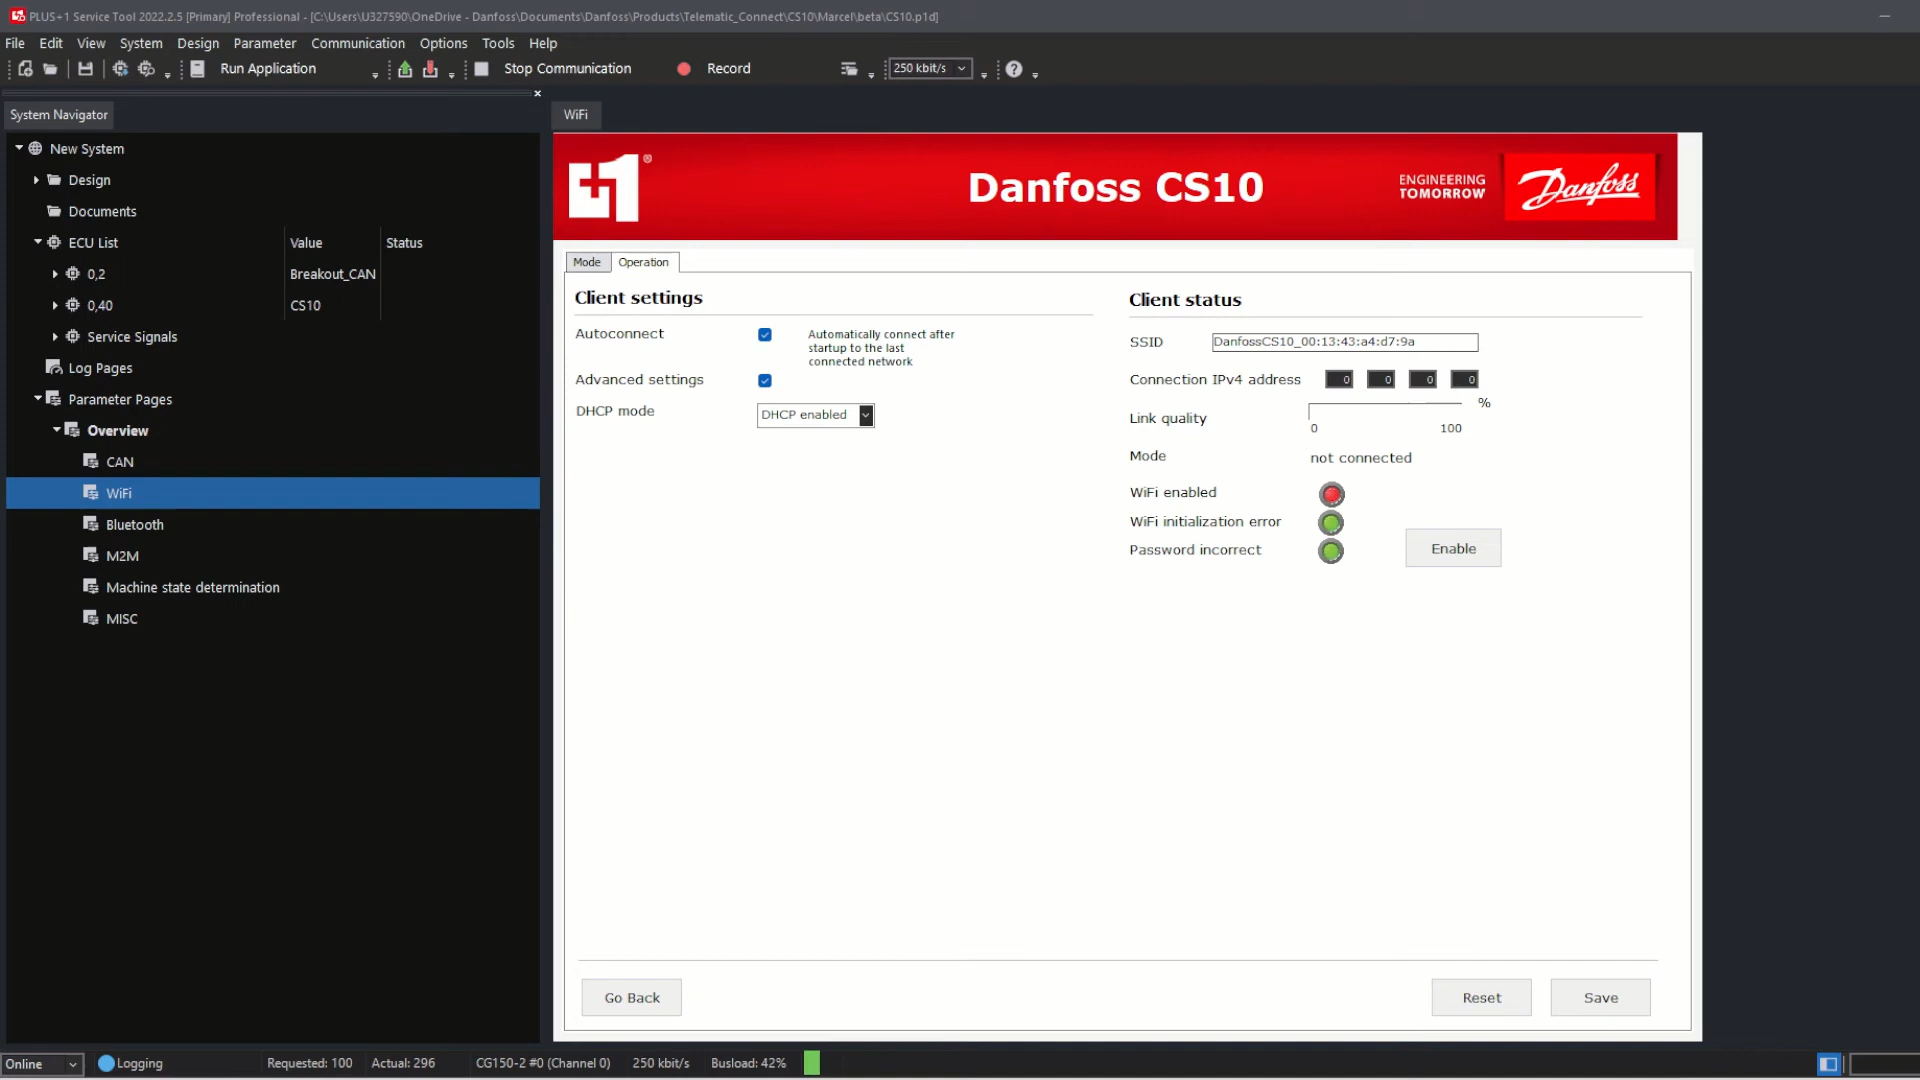 PLUS+1 Service Tool 2022.2.5 [Primary] Professional - [C:\Users\U327590\OneDrive - Danfoss\Documents\Danfoss\Products\Telematic_Connect\CS10\Marcel\beta\CS10.p1d]
File Edit View System Design Parameter Communication Options Tools Help
Run Application Stop Communication Record 250 kbit/s
System Navigator
WiFi
New System
Design
Documents
ECU List Value Status
0,2 Breakout_CAN
0,40 CS10
Service Signals
Log Pages
Parameter Pages
Overview
CAN
WiFi
Bluetooth
M2M
Machine state determination
MISC
+1®
Danfoss CS10
ENGINEERING
TOMORROW
Danfoss
Mode Operation
Client settings
Autoconnect
Automatically connect after
startup to the last
connected network
Advanced settings
DHCP mode DHCP enabled
Client status
SSID DanfossCS10_00:13:43:a4:d7:9a
Connection IPv4 address 0 0 0 0
Link quality %
0 100
Mode not connected
WiFi enabled
WiFi initialization error
Password incorrect
Enable
Go Back Reset Save
Online Logging Requested: 100 Actual: 296 CG150-2 #0 (Channel 0) 250 kbit/s Busload: 42%